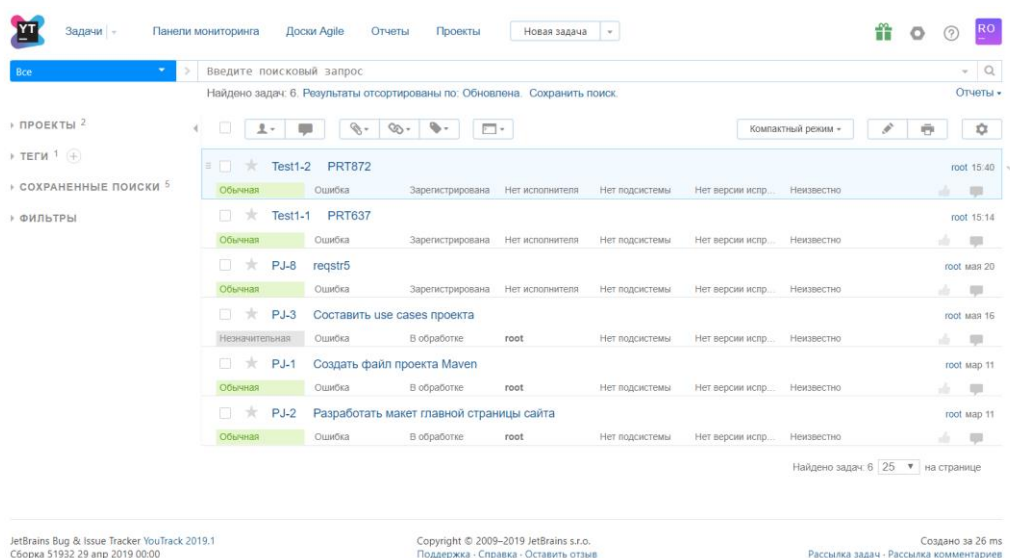 YT Задачи Панели мониторинга Доски Agile Отчеты Проекты Новая задача RO
Все Введите поисковый запрос
Найдено задач: 6. Результаты отсортированы по: Обновлена. Сохранить поиск. Отчеты
ПРОЕКТЫ 2
ТЕГИ 1
СОХРАНЕННЫЕ ПОИСКИ 5
ФИЛЬТРЫ
Компактный режим
Test1-2 PRT872 root 15:40
Обычная Ошибка Зарегистрирована Нет исполнителя Нет подсистемы Нет версии испр... Неизвестно
Test1-1 PRT637 root 15:14
Обычная Ошибка Зарегистрирована Нет исполнителя Нет подсистемы Нет версии испр... Неизвестно
PJ-8 reqstr5 root мая 20
Обычная Ошибка Зарегистрирована Нет исполнителя Нет подсистемы Нет версии испр... Неизвестно
PJ-3 Составить use cases проекта root мая 16
Незначительная Ошибка В обработке root Нет подсистемы Нет версии испр... Неизвестно
PJ-1 Создать файл проекта Maven root мар 11
Обычная Ошибка В обработке root Нет подсистемы Нет версии испр... Неизвестно
PJ-2 Разработать макет главной страницы сайта root мар 11
Обычная Ошибка В обработке root Нет подсистемы Нет версии испр... Неизвестно
Найдено задач: 6 25 на странице
JetBrains Bug & Issue Tracker YouTrack 2019.1 Copyright © 2009–2019 JetBrains s.r.o. Создано за 26 ms
Сборка 51932 29 апр 2019 00:00 Поддержка · Справка · Оставить отзыв Рассылка задач · Рассылка комментариев